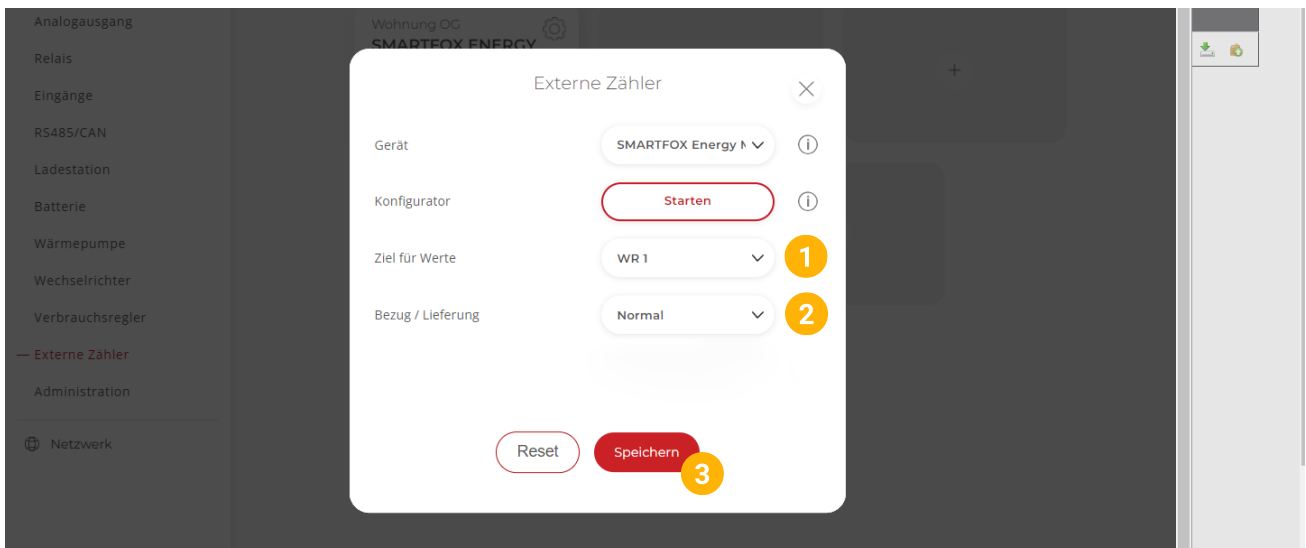 Analogausgang
Relais
Eingänge
RS485/CAN
Ladestation
Batterie
Wärmepumpe
Wechselrichter
Verbrauchsregler
— Externe Zähler
Administration
Netzwerk
Wohnung OG
SMARTFOX ENERGY
+
Externe Zähler
Gerät SMARTFOX Energy M
Konfigurator Starten
Ziel für Werte WR 1 1
Bezug / Lieferung Normal 2
Reset Speichern 3